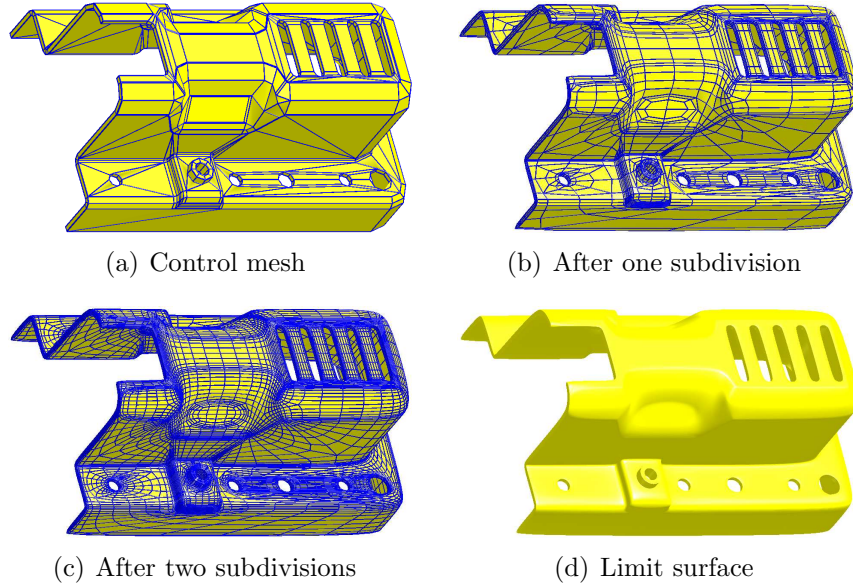 (a) Control mesh
(b) After one subdivision
(c) After two subdivisions
(d) Limit surface